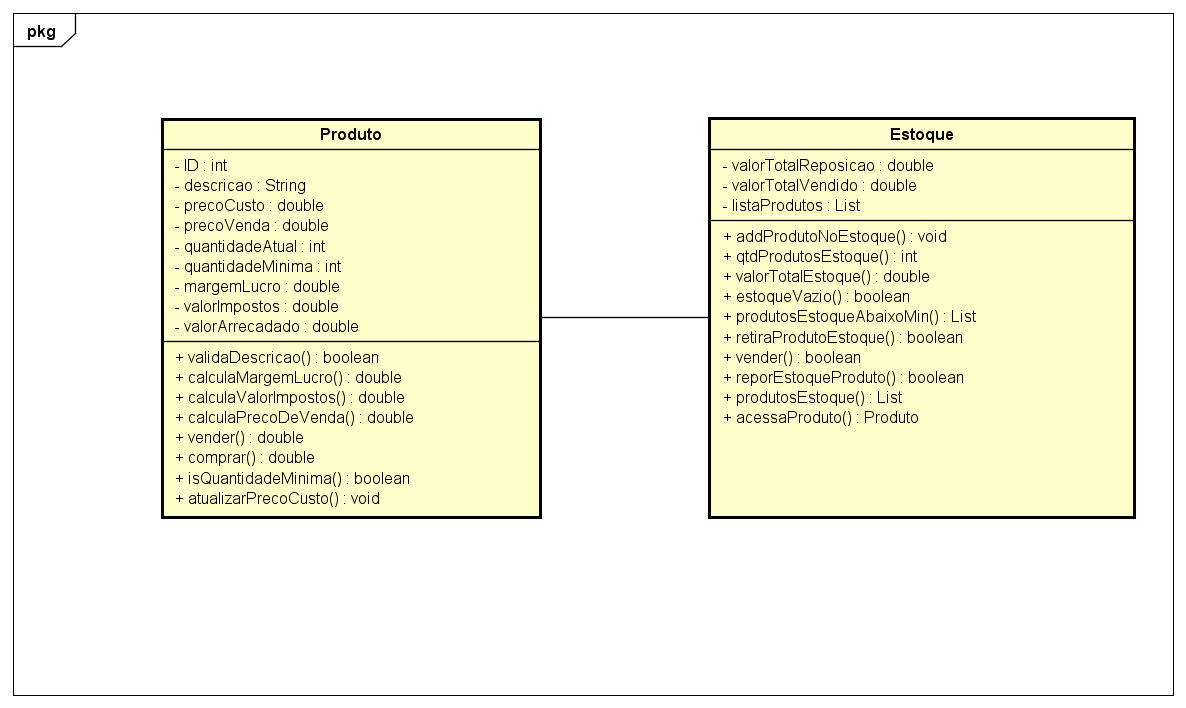 pkg
Produto
- ID : int
- descricao : String
- precoCusto : double
- precoVenda : double
- quantidadeAtual : int
- quantidadeMinima : int
- margemLucro : double
- valorImpostos : double
- valorArrecadado : double
+ validaDescricao() : boolean
+ calculaMargemLucro() : double
+ calculaValorImpostos() : double
+ calculaPrecoDeVenda() : double
+ vender() : double
+ comprar() : double
+ isQuantidadeMinima() : boolean
+ atualizarPrecoCusto() : void
Estoque
- valorTotalReposicao : double
- valorTotalVendido : double
- listaProdutos : List
+ addProdutoNoEstoque() : void
+ qtdProdutosEstoque() : int
+ valorTotalEstoque() : double
+ estoqueVazio() : boolean
+ produtosEstoqueAbaixoMin() : List
+ retiraProdutoEstoque() : boolean
+ vender() : boolean
+ reporEstoqueProduto() : boolean
+ produtosEstoque() : List
+ acessaProduto() : Produto